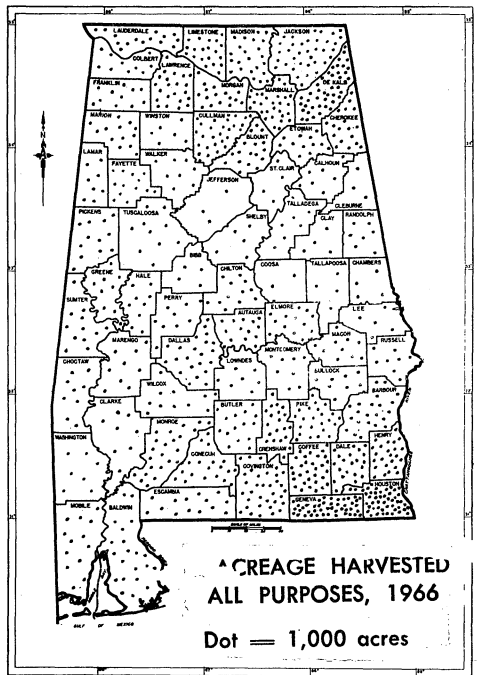 LAUDERDALE
LIMESTONE
MADISON
JACKSON
COLBERT
LAWRENCE
FRANKLIN
MORGAN
MARSHALL
DE KALB
MARION
WINSTON
CULLMAN
BLOUNT
ETOWAH
CHEROKEE
LAMAR
FAYETTE
WALKER
JEFFERSON
ST. CLAIR
CALHOUN
TALLADEGA
CLEBURNE
PICKENS
TUSCALOOSA
SHELBY
CLAY
RANDOLPH
BIBB
GREENE
HALE
CHILTON
COOSA
TALLAPOOSA
CHAMBERS
SUMTER
PERRY
AUTAUGA
ELMORE
LEE
MARENGO
DALLAS
MACON
RUSSELL
CHOCTAW
LOWNDES
MONTGOMERY
BULLOCK
WILCOX
BARBOUR
CLARKE
BUTLER
PIKE
WASHINGTON
MONROE
CRENSHAW
COFFEE
DALE
HENRY
CONECUH
COVINGTON
HOUSTON
ESCAMBIA
GENEVA
MOBILE
BALDWIN
GULF OF MEXICO
ACREAGE HARVESTED
ALL PURPOSES, 1966
Dot = 1,000 acres